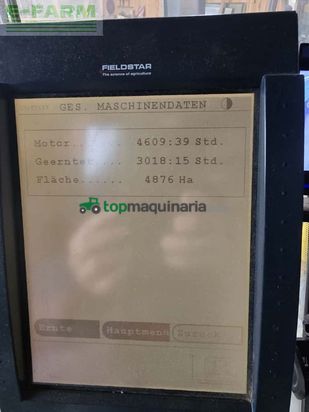 E-FARM
FIELDSTAR
The science of agriculture
GES. MASCHINENDATEN
Motor....... 4609:39 Std.
Geerntet.... 3018:15 Std.
Fläche...... 4876 Ha
topmaquinaria
Ernte Hauptmenü Zurück